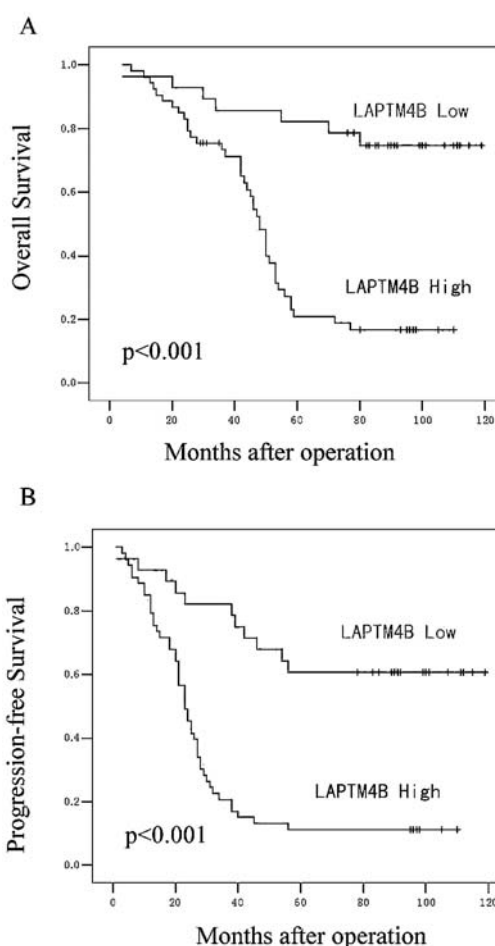 A
1.0
LAPTM4B Low
0.8
0.6
Overall Survival
0.4
LAPTM4B High
0.2
p<0.001
0.0
0 20 40 60 80 100 120
Months after operation
B
1.0
0.8
LAPTM4B Low
0.6
Progression-free Survival
0.4
LAPTM4B High
0.2
p<0.001
0.0
0 20 40 60 80 100 120
Months after operation